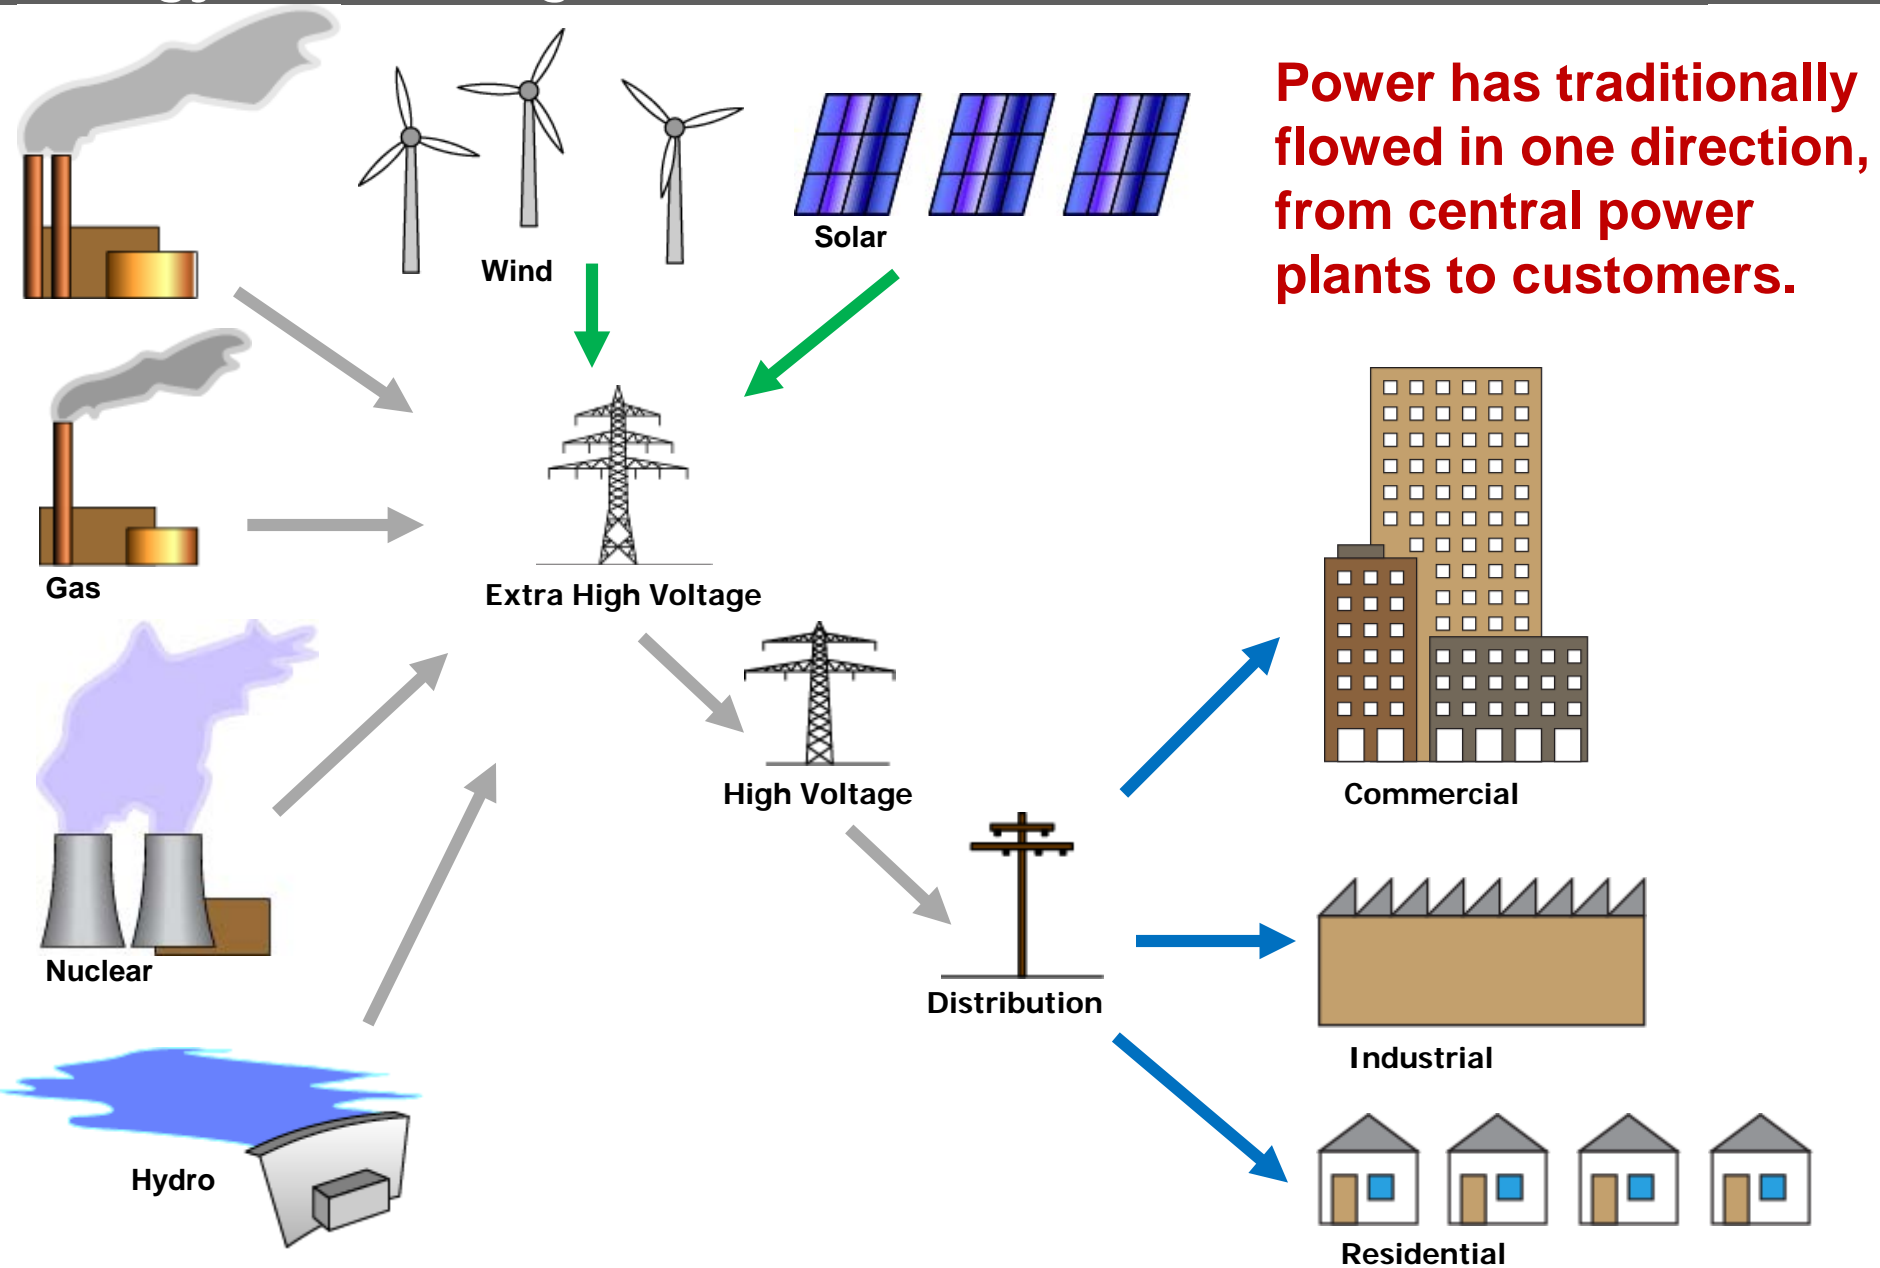 Power has traditionally
flowed in one direction,
from central power
plants to customers.
Wind
Solar
Gas
Extra High Voltage
Nuclear
High Voltage
Commercial
Distribution
Industrial
Hydro
Residential